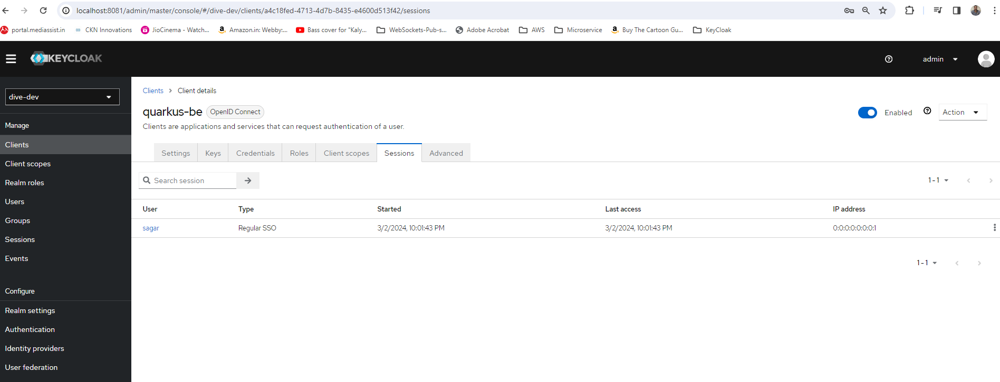 localhost:8081/admin/master/console/#/dive-dev/clients/a4c18fed-4713-4d7b-8435-e4600d513f42/sessions
portal.mediassist.in CKN Innovations JioCinema - Watch... Amazon.in: Webby:... Bass cover for "Kaly... WebSockets-Pub-s... Adobe Acrobat AWS Microservice Buy The Cartoon Gu... KeyCloak
KEYCLOAK admin
dive-dev
Manage
Clients
Client scopes
Realm roles
Users
Groups
Sessions
Events
Configure
Realm settings
Authentication
Identity providers
User federation
Clients > Client details
quarkus-be OpenID Connect Enabled Action
Clients are applications and services that can request authentication of a user.
Settings Keys Credentials Roles Client scopes Sessions Advanced
Search session 1 - 1
User Type Started Last access IP address
sagar Regular SSO 3/2/2024, 10:01:43 PM 3/2/2024, 10:01:43 PM 0:0:0:0:0:0:0:1
1 - 1